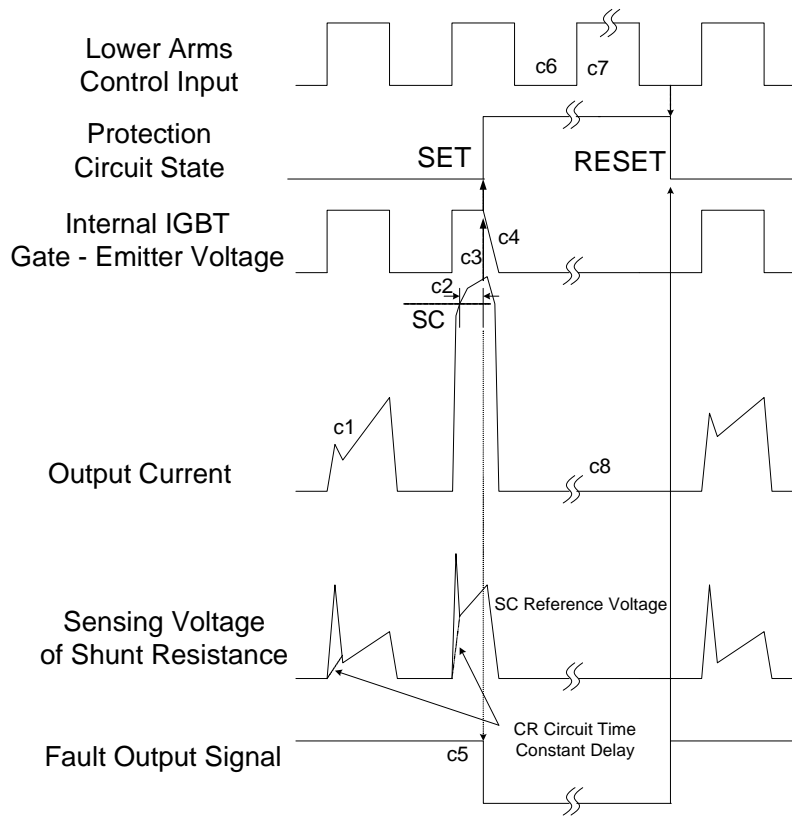 Lower Arms
Control Input
c6
c7
Protection
Circuit State
SET
RESET
Internal IGBT
Gate - Emitter Voltage
c4
c3
c2
SC
c1
Output Current
c8
SC Reference Voltage
Sensing Voltage
of Shunt Resistance
CR Circuit Time
Constant Delay
Fault Output Signal
c5